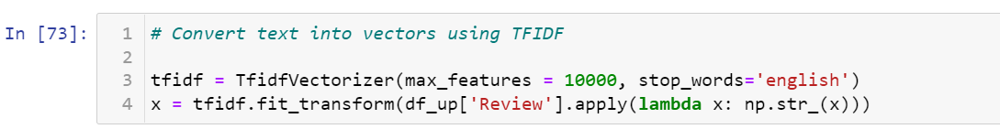 In [73]:
1 # Convert text into vectors using TFIDF
2
3 tfidf = TfidfVectorizer(max_features = 10000, stop_words='english')
4 x = tfidf.fit_transform(df_up['Review'].apply(lambda x: np.str_(x)))